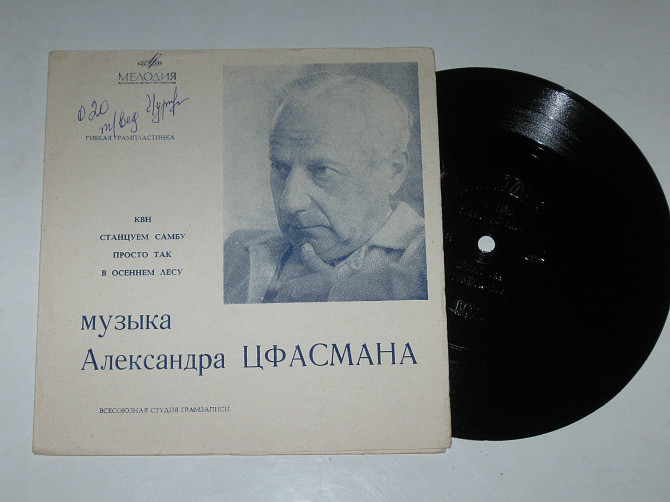 МЕЛОДИЯ
ГИБКАЯ ГРАМПЛАСТИНКА
КВН
СТАНЦУЕМ САМБУ
ПРОСТО ТАК
В ОСЕННЕМ ЛЕСУ
музыка
Александра ЦФАСМАНА
ВСЕСОЮЗНАЯ СТУДИЯ ГРАМЗАПИСИ